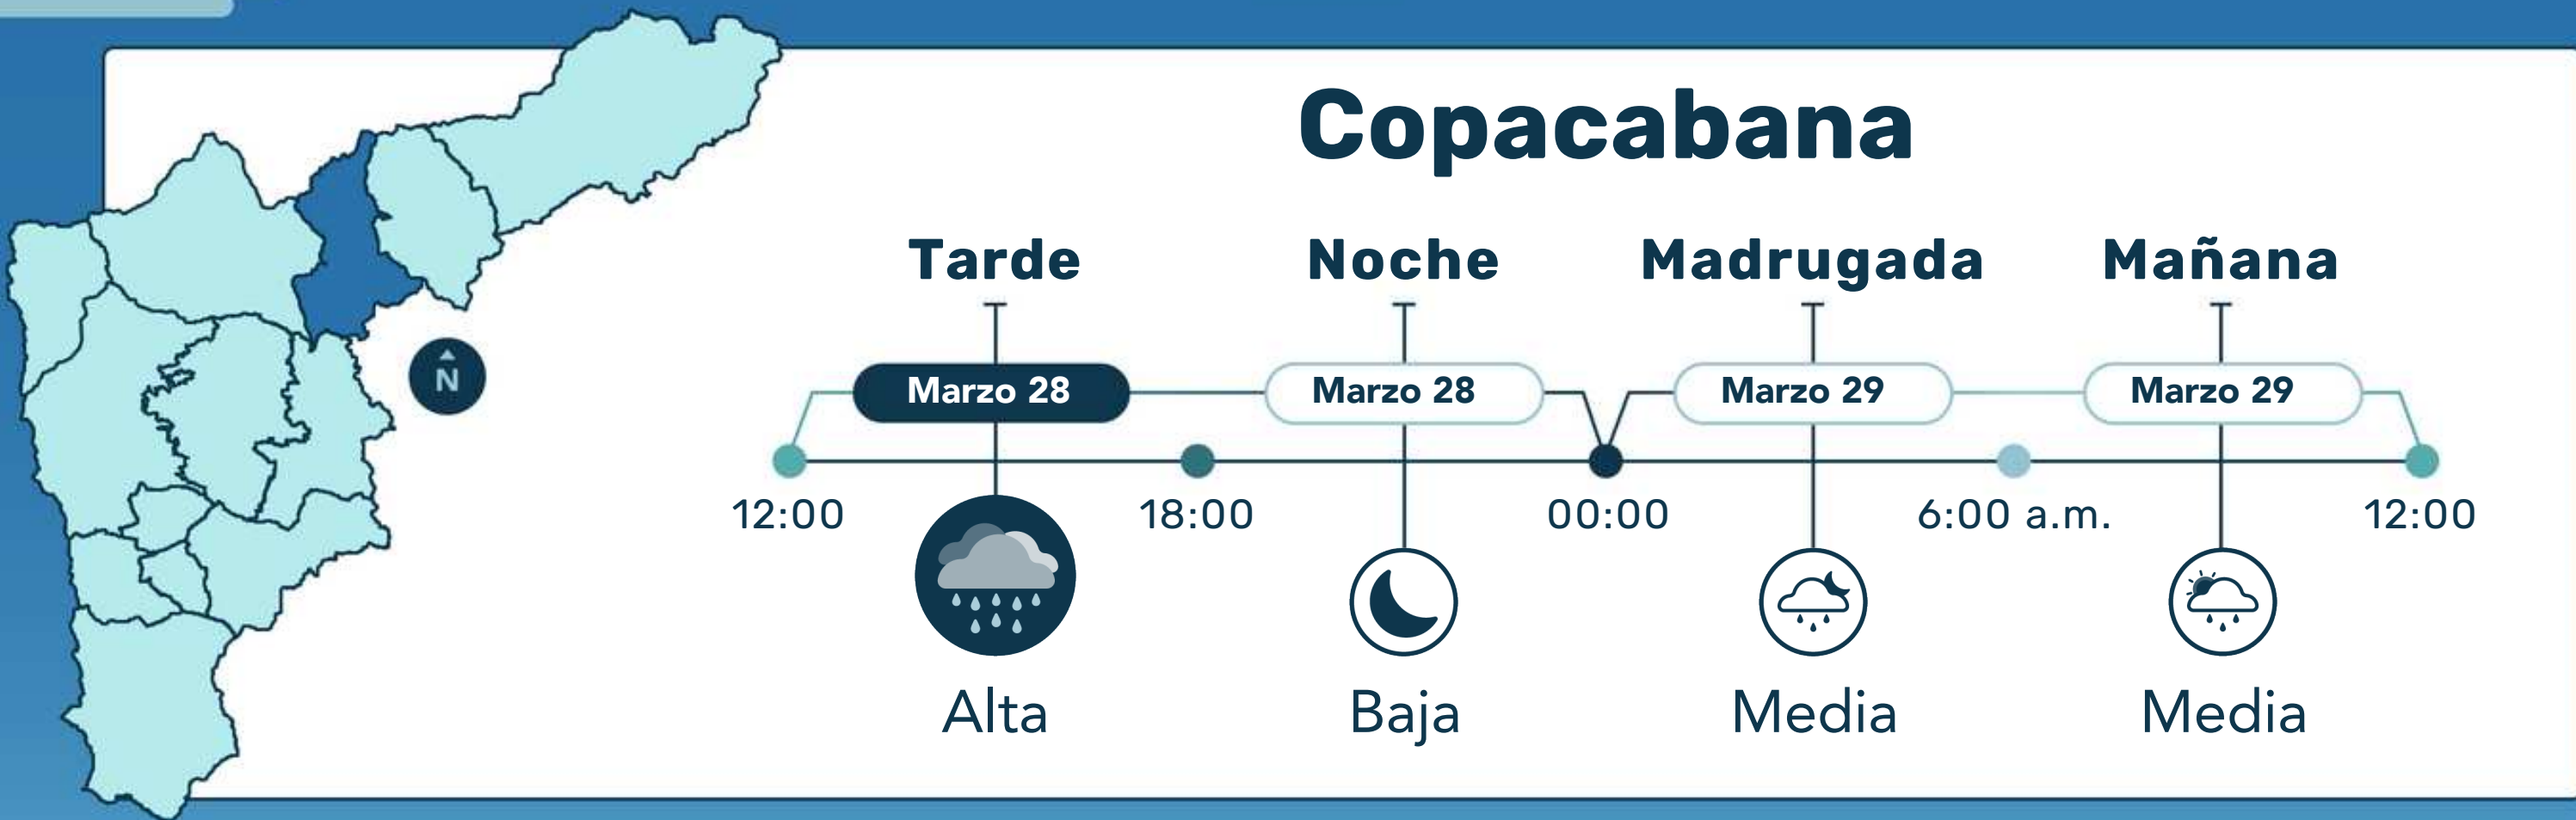 Copacabana
Tarde Noche Madrugada Mañana
N
Marzo 28 Marzo 28 Marzo 29 Marzo 29
12:00 18:00 00:00 6:00 a.m. 12:00
Alta Baja Media Media